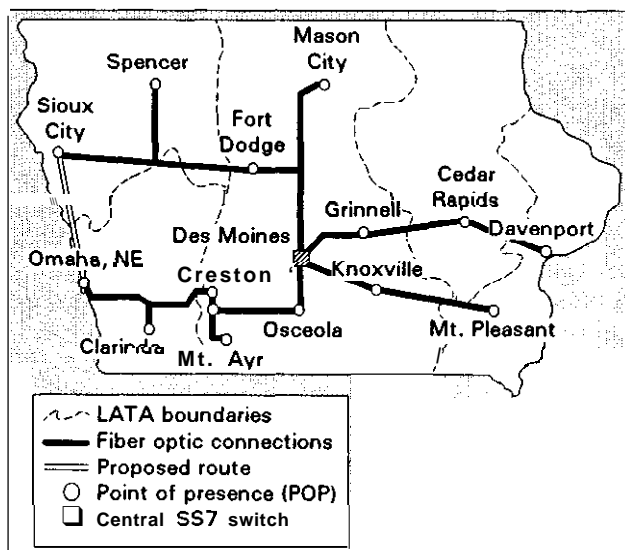 Mason
City
Spencer
Sioux
City
Fort
Dodge
Cedar
Rapids
Grinnell
Davenport
Des Moines
Omaha, NE
Creston
Knoxville
Osceola
Mt. Pleasant
Clarinda
Mt. Ayr
LATA boundaries
Fiber optic connections
Proposed route
Point of presence (POP)
Central SS7 switch